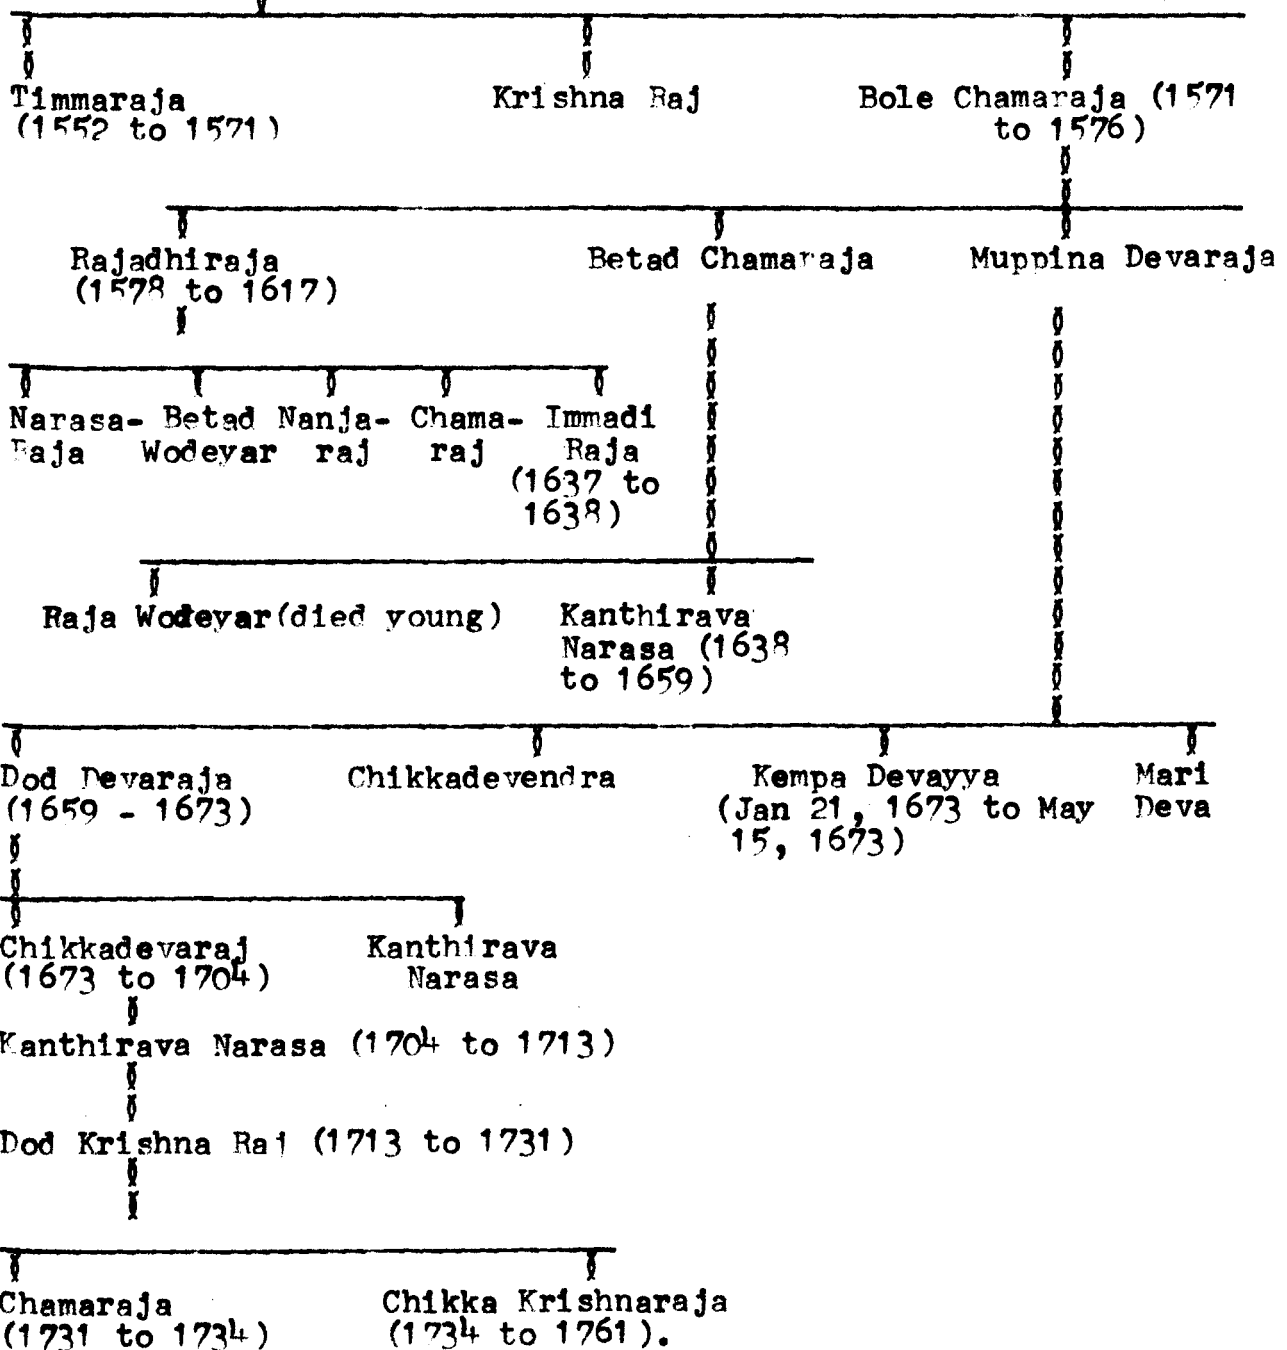 Timmaraja Krishna Raj Bole Chamaraja (1571
(1552 to 1571) to 1576)
Rajadhiraja Betad Chamaraja Muppina Devaraja
(1578 to 1617)
Narasa- Betad Nanja- Chama- Immadi
Raja Wodeyar raj raj Raja
(1637 to
1638)
Raja Wodeyar(died young) Kanthirava
Narasa (1638
to 1659)
Dod Devaraja Chikkadevendra Kempa Devayya Mari
(1659 - 1673) (Jan 21, 1673 to May Deva
15, 1673)
Chikkadevaraj Kanthirava
(1673 to 1704) Narasa
Kanthirava Narasa (1704 to 1713)
Dod Krishna Raj (1713 to 1731)
Chamaraja Chikka Krishnaraja
(1731 to 1734) (1734 to 1761).